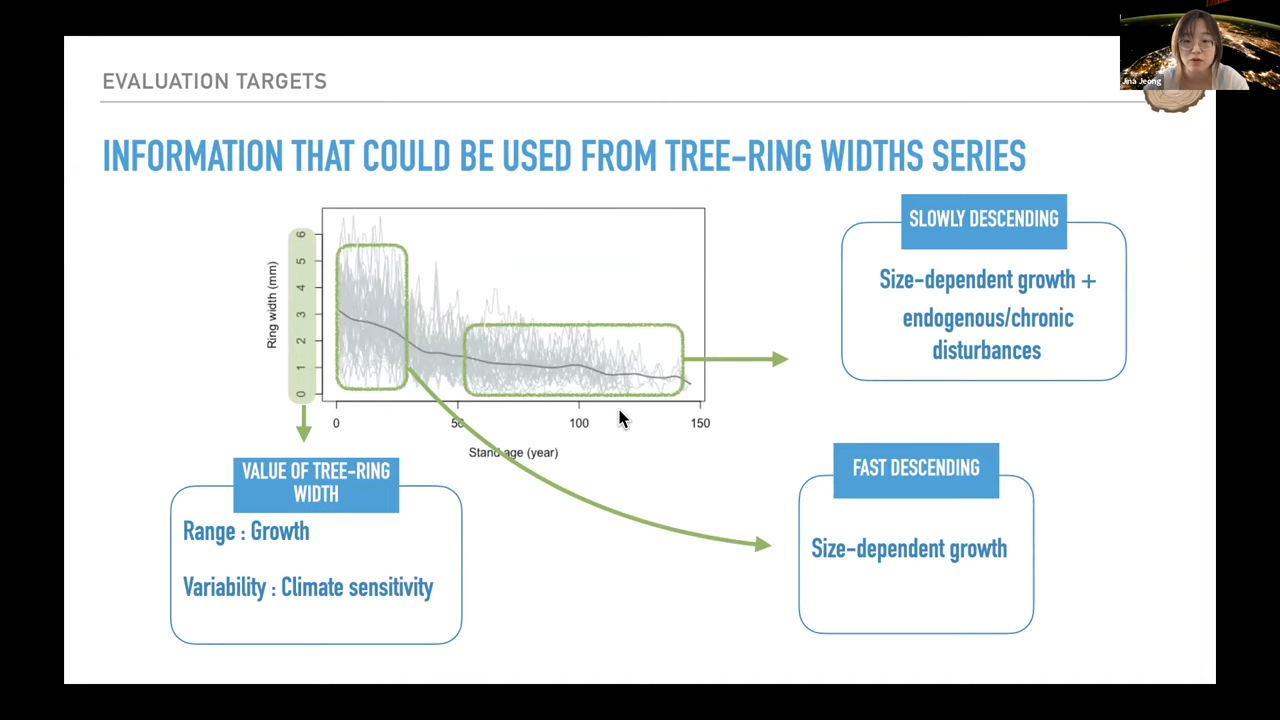 Jina Jeong
EVALUATION TARGETS
INFORMATION THAT COULD BE USED FROM TREE-RING WIDTHS SERIES
Ring width (mm)
6
5
4
3
2
1
0
0
50
100
150
Stand age (year)
SLOWLY DESCENDING
Size-dependent growth +
endogenous/chronic
disturbances
VALUE OF TREE-RING
WIDTH
Range : Growth
Variability : Climate sensitivity
FAST DESCENDING
Size-dependent growth